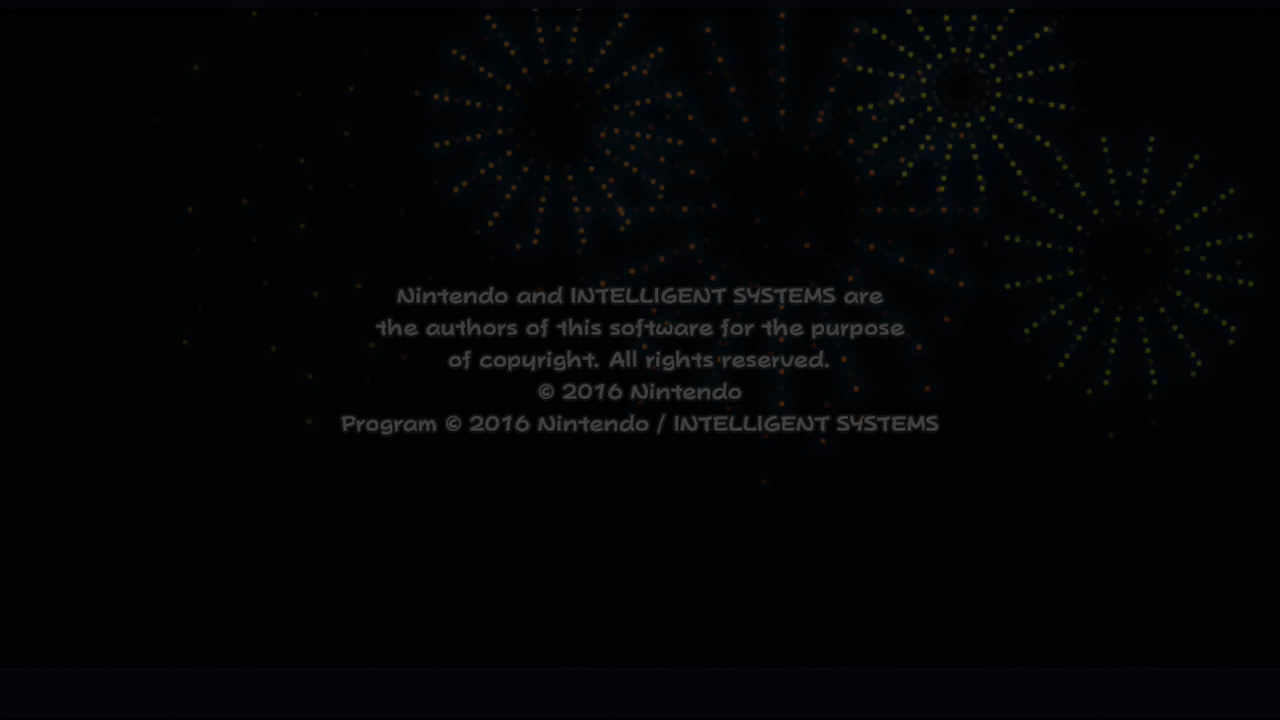 Nintendo and INTELLIGENT SYSTEMS are
the authors of this software for the purpose
of copyright. All rights reserved.
© 2016 Nintendo
Program © 2016 Nintendo / INTELLIGENT SYSTEMS